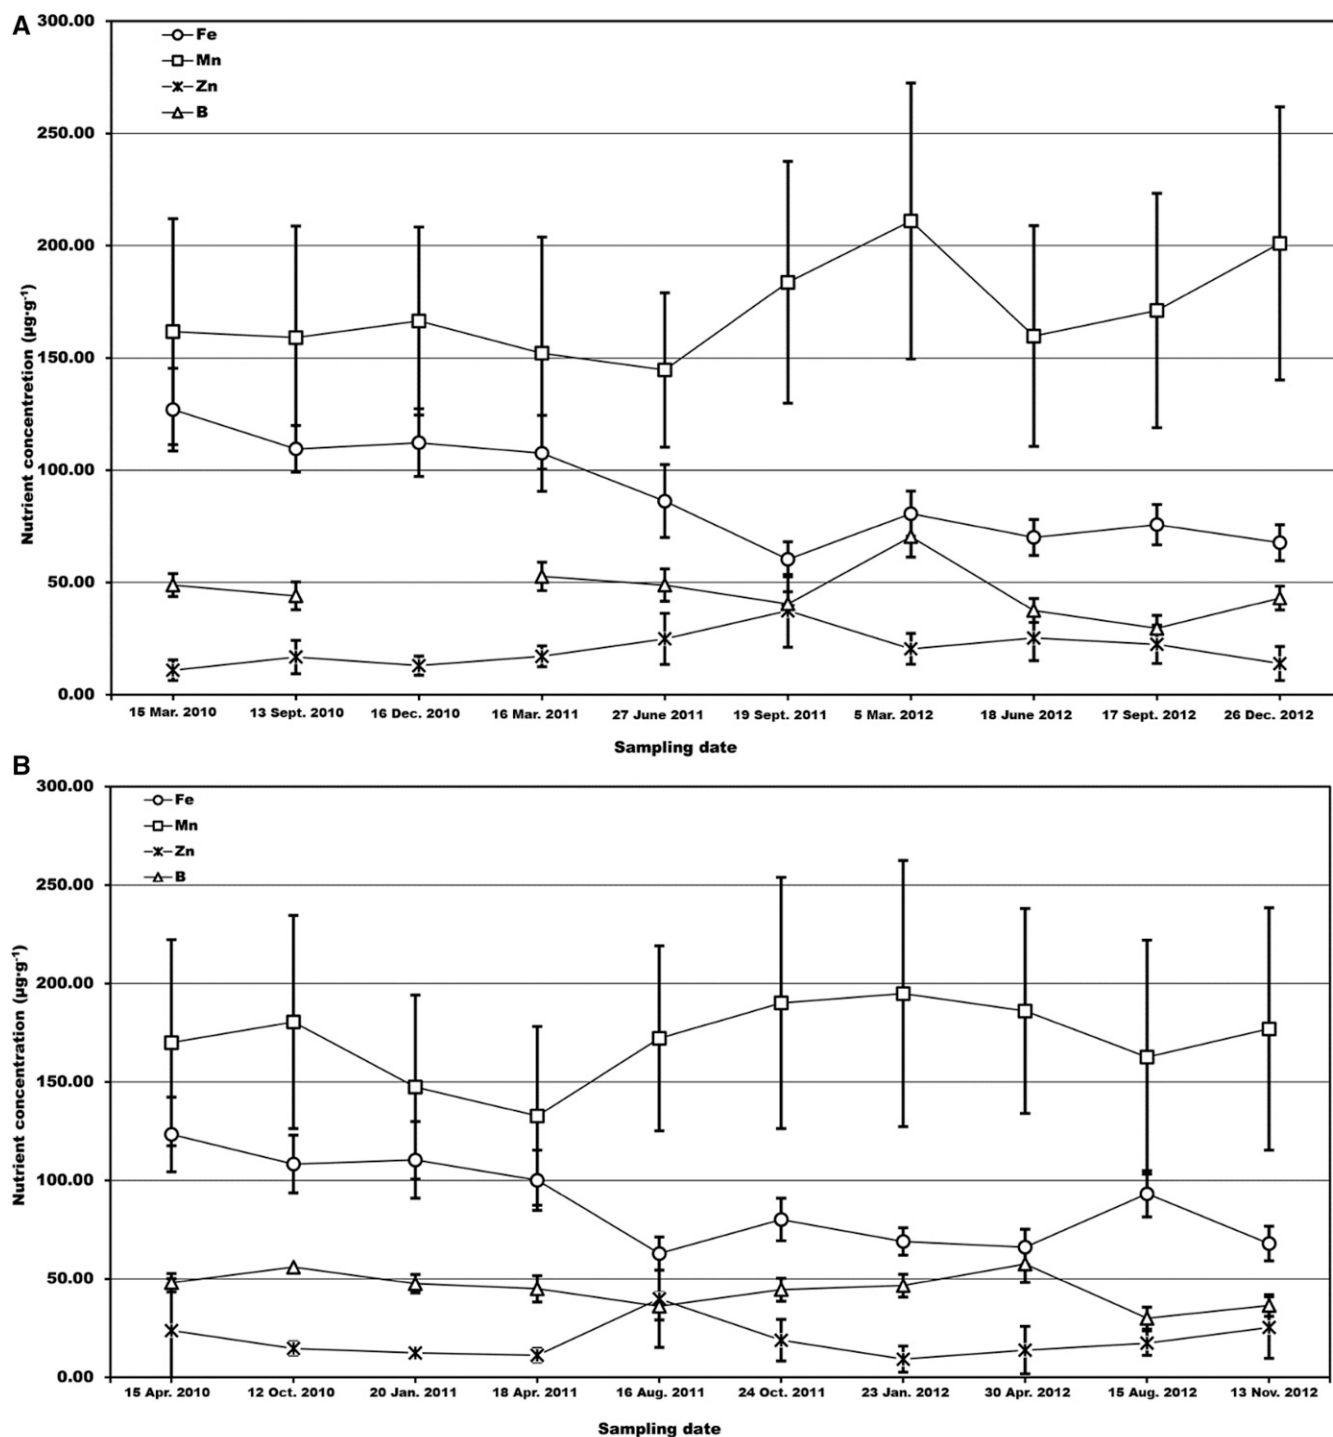 A
300.00
Fe
Mn
Zn
B
250.00
200.00
150.00
100.00
50.00
0.00
Nutrient concentretion (µg·g-1)
15 Mar. 2010 13 Sept. 2010 16 Dec. 2010 16 Mar. 2011 27 June 2011 19 Sept. 2011 5 Mar. 2012 18 June 2012 17 Sept. 2012 26 Dec. 2012
Sampling date
B
300.00
Fe
Mn
Zn
B
250.00
200.00
150.00
100.00
50.00
0.00
Nutrient concentration (µg·g-1)
15 Apr. 2010 12 Oct. 2010 20 Jan. 2011 18 Apr. 2011 16 Aug. 2011 24 Oct. 2011 23 Jan. 2012 30 Apr. 2012 15 Aug. 2012 13 Nov. 2012
Sampling date